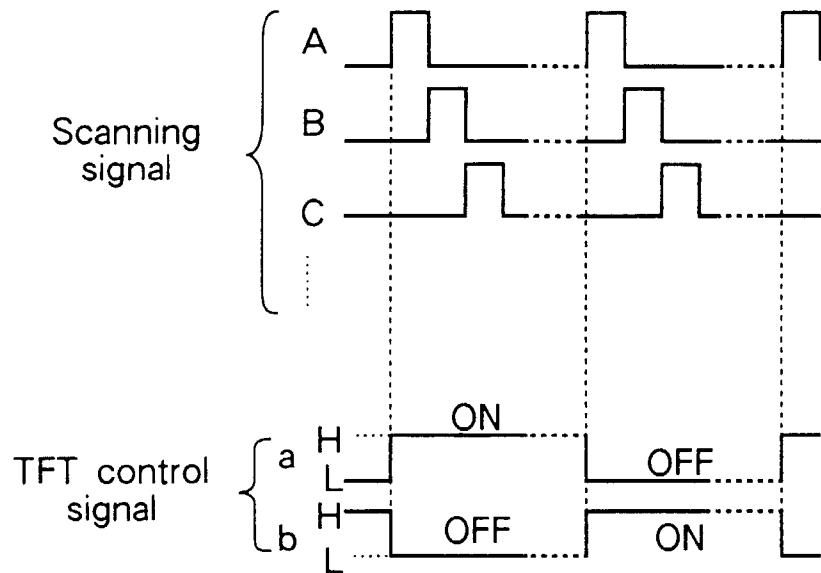 A
B
Scanning
signal
C
ON
H
a
L
OFF
TFT control
signal
H
b
L
OFF
ON